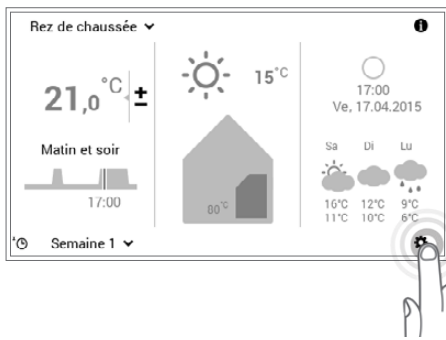 Rez de chaussée
21,0 °C ±
Matin et soir
17:00
Semaine 1
15°C
80°C
17:00
Ve, 17.04.2015
Sa Di Lu
16°C 12°C 9°C
11°C 10°C 6°C